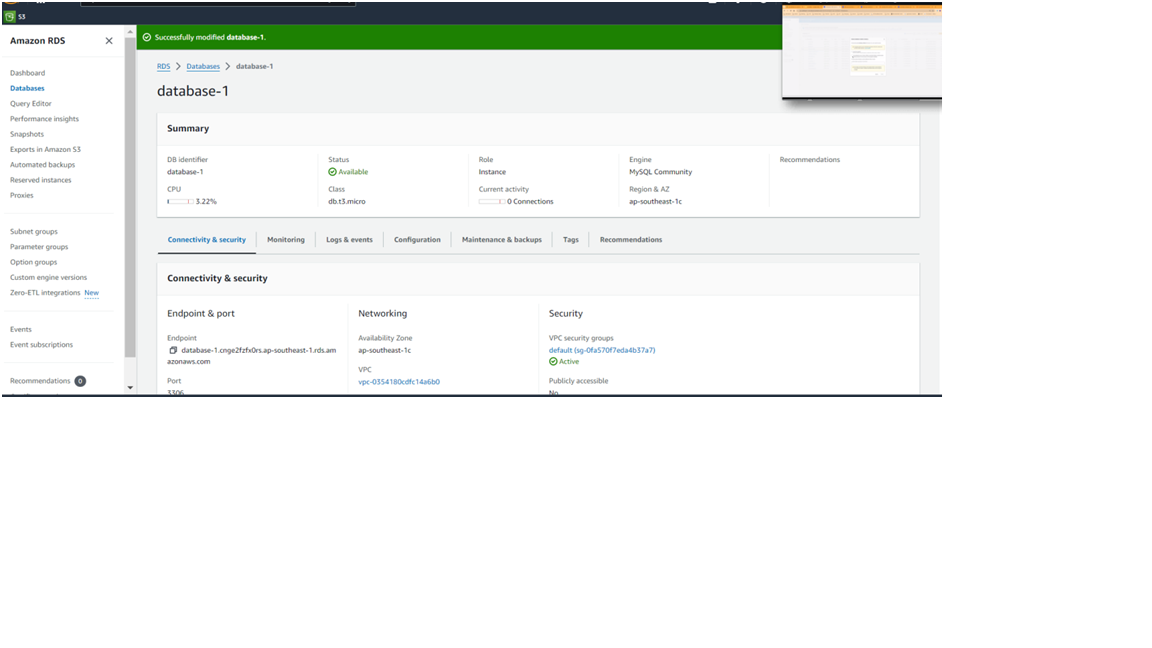 S3
Amazon RDS
Successfully modified database-1.
Dashboard
Databases
Query Editor
Performance insights
Snapshots
Exports in Amazon S3
Automated backups
Reserved instances
Proxies
Subnet groups
Parameter groups
Option groups
Custom engine versions
Zero-ETL integrations New
Events
Event subscriptions
Recommendations 0
RDS > Databases > database-1
database-1
Summary
DB identifier
database-1
Status
Available
Role
Instance
Engine
MySQL Community
Recommendations
CPU
3.22%
Class
db.t3.micro
Current activity
0 Connections
Region & AZ
ap-southeast-1c
Connectivity & security
Monitoring
Logs & events
Configuration
Maintenance & backups
Tags
Recommendations
Connectivity & security
Endpoint & port
Endpoint
database-1.cnge2fzfx0rs.ap-southeast-1.rds.am
azonaws.com
Port
3306
Networking
Availability Zone
ap-southeast-1c
VPC
vpc-0354180cdfc14a6b0
Security
VPC security groups
default (sg-0fa570f7eda4b37a7)
Active
Publicly accessible
No